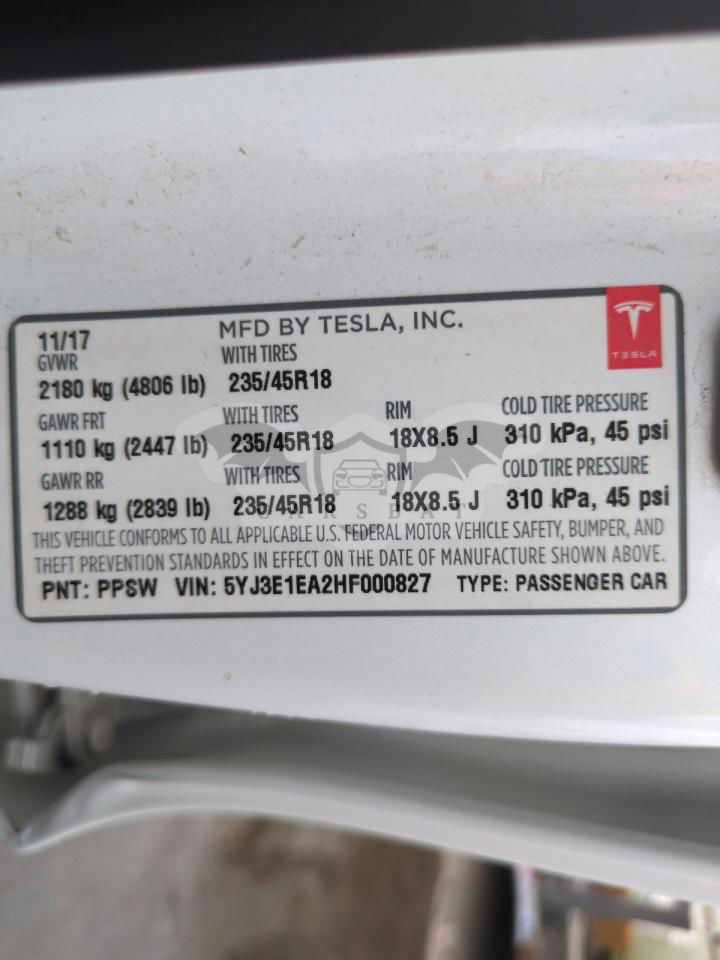 11/17 MFD BY TESLA, INC.
GVWR WITH TIRES
2180 kg (4806 lb) 235/45R18
TESLA
GAWR FRT WITH TIRES RIM COLD TIRE PRESSURE
1110 kg (2447 lb) 235/45R18 18X8.5 J 310 kPa, 45 psi
GAWR RR WITH TIRES RIM COLD TIRE PRESSURE
1288 kg (2839 lb) 235/45R18 18X8.5 J 310 kPa, 45 psi
CARSBAT
THIS VEHICLE CONFORMS TO ALL APPLICABLE U.S. FEDERAL MOTOR VEHICLE SAFETY, BUMPER, AND
THEFT PREVENTION STANDARDS IN EFFECT ON THE DATE OF MANUFACTURE SHOWN ABOVE.
PNT: PPSW VIN: 5YJ3E1EA2HF000827 TYPE: PASSENGER CAR